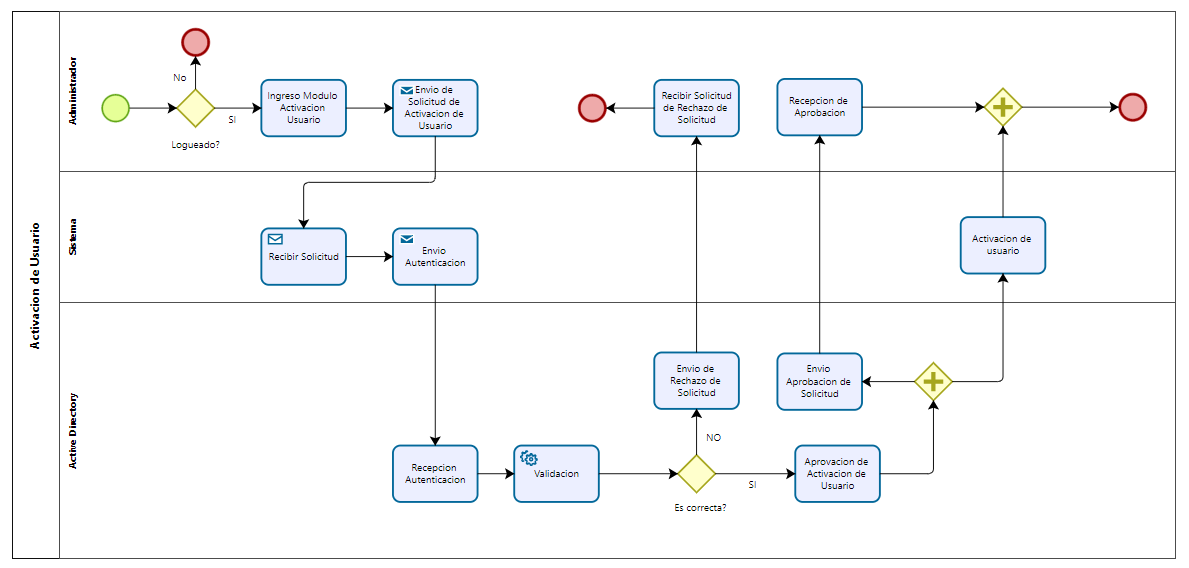 Activacion de Usuario
Administrador
No
SI
Logueado?
Ingreso Modulo
Activacion
Usuario
Envio de
Solicitud de
Activacion de
Usuario
Recibir Solicitud
de Rechazo de
Solicitud
Recepcion de
Aprobacion
Sistema
Recibir Solicitud
Envio
Autenticacion
Activacion de
usuario
Active Directory
Recepcion
Autenticacion
Validacion
Es correcta?
NO
SI
Envio de
Rechazo de
Solicitud
Envio
Aprobacion de
Solicitud
Aprovacion de
Activacion de
Usuario